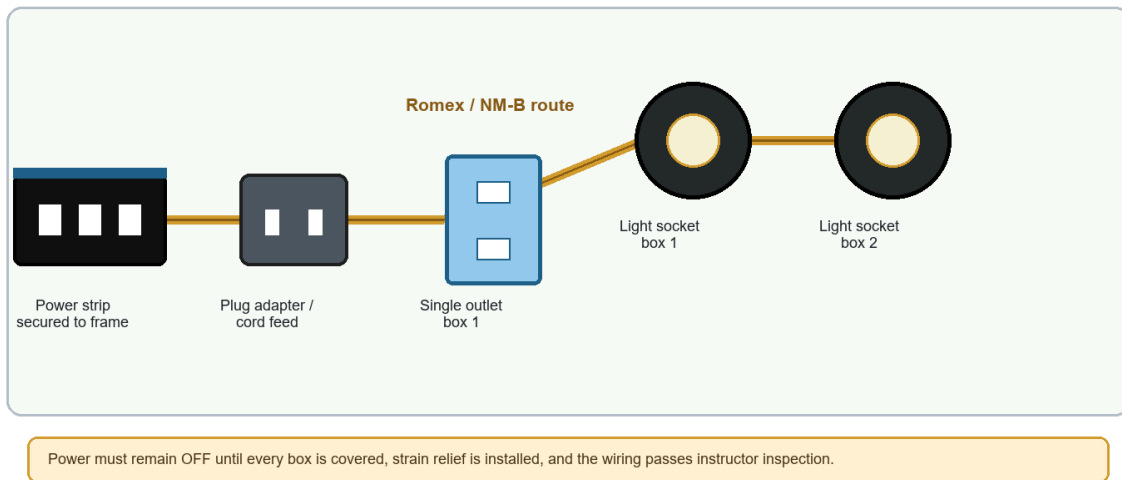 Romex / NM-B route
Power strip
secured to frame
Plug adapter /
cord feed
Single outlet
box 1
Light socket
box 1
Light socket
box 2
Power must remain OFF until every box is covered, strain relief is installed, and the wiring passes instructor inspection.